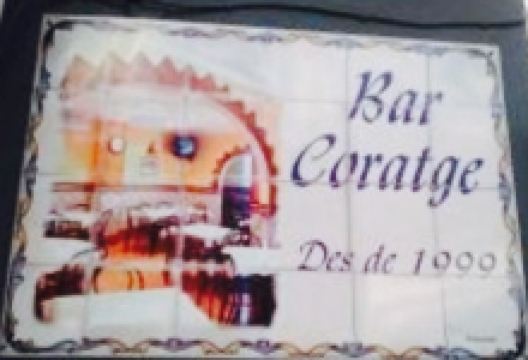 Bar
Coratge
Des de 1999